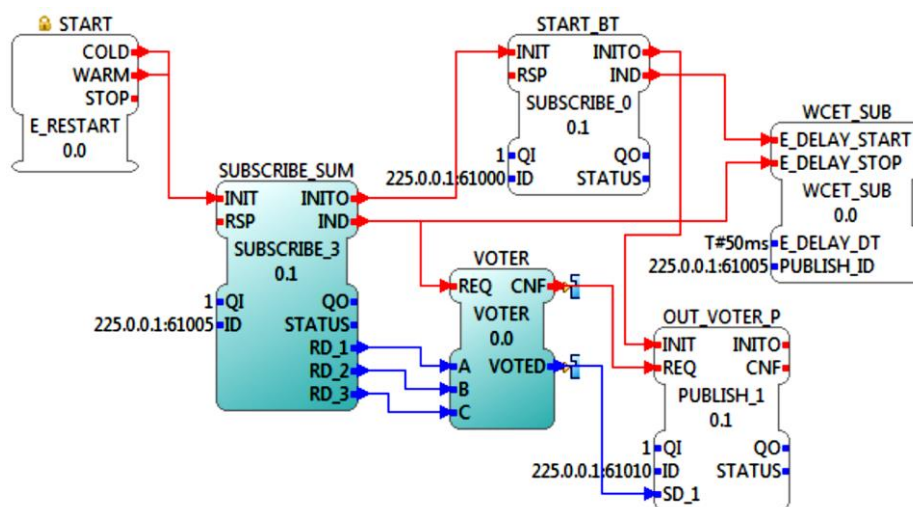 START
COLD
WARM
STOP
E_RESTART
0.0
START_BT
INIT INITO
RSP IND
SUBSCRIBE_0
0.1
1 QI QO
225.0.0.1:61000 ID STATUS
WCET_SUB
E_DELAY_START
E_DELAY_STOP
WCET_SUB
0.0
T#50ms E_DELAY_DT
225.0.0.1:61005 PUBLISH_ID
SUBSCRIBE_SUM
INIT INITO
RSP IND
SUBSCRIBE_3
0.1
1 QI QO
225.0.0.1:61005 ID STATUS
RD_1
RD_2
RD_3
VOTER
REQ CNF
VOTER
0.0
A VOTED
B
C
OUT_VOTER_P
INIT INITO
REQ CNF
PUBLISH_1
0.1
1 QI QO
225.0.0.1:61010 ID STATUS
SD_1